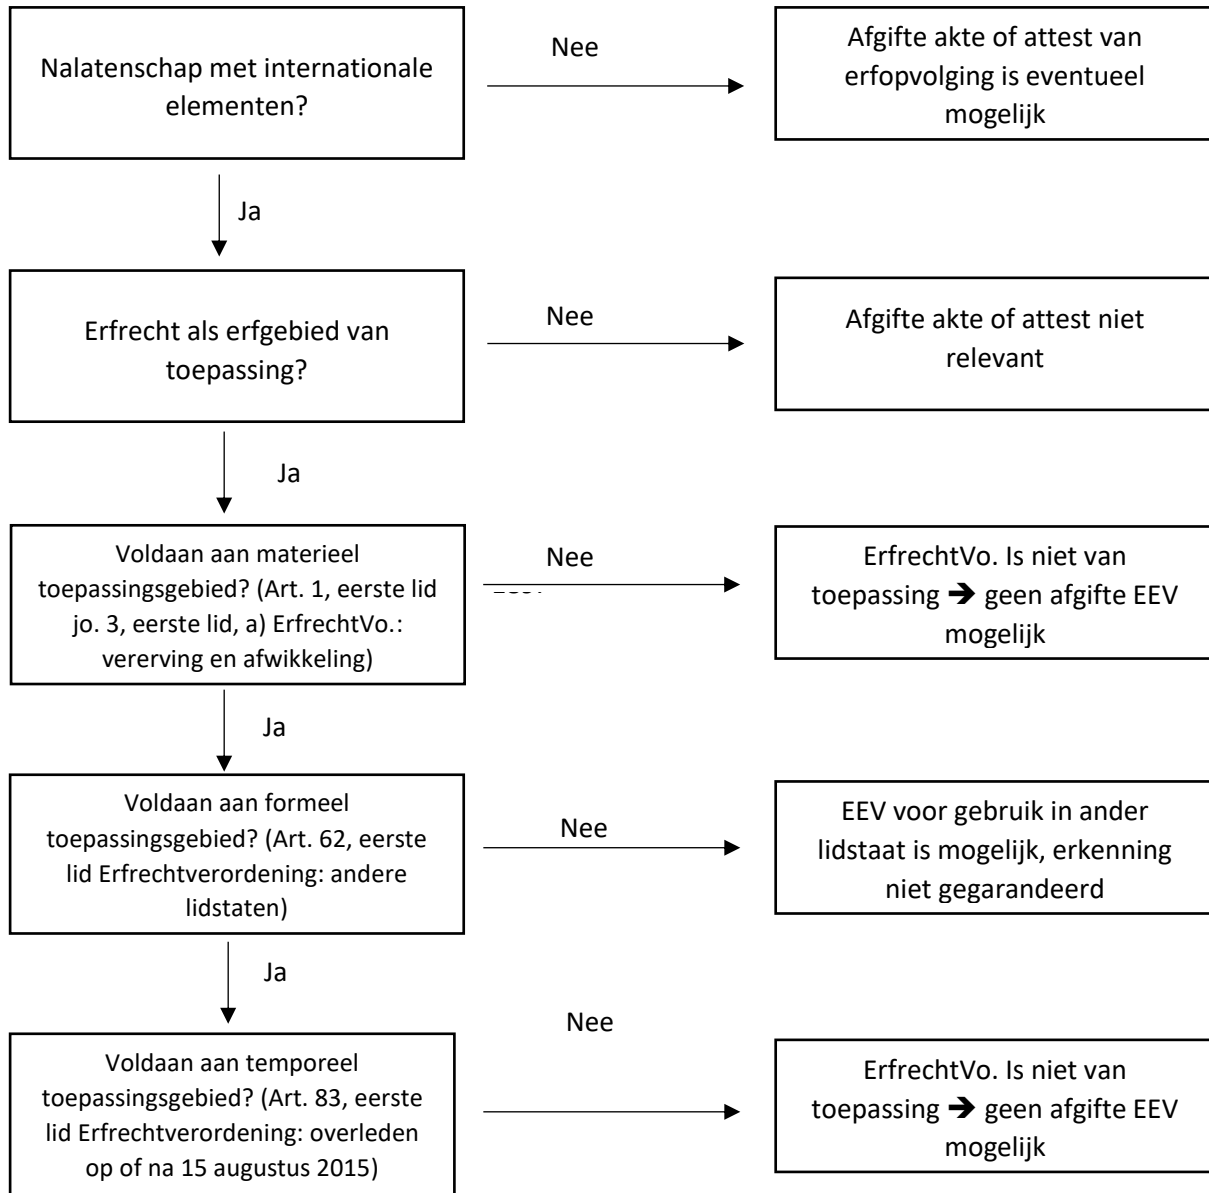 Nalatenschap met internationale
elementen?
Nee
Afgifte akte of attest van
erfopvolging is eventueel
mogelijk
Ja
Erfrecht als erfgebied van
toepassing?
Nee
Afgifte akte of attest niet
relevant
Ja
Voldaan aan materieel
toepassingsgebied? (Art. 1, eerste lid
jo. 3, eerste lid, a) ErfrechtVo.:
vererving en afwikkeling)
Nee
ErfrechtVo. Is niet van
toepassing ➔ geen afgifte EEV
mogelijk
Ja
Voldaan aan formeel
toepassingsgebied? (Art. 62, eerste
lid Erfrechtverordening: andere
lidstaten)
Nee
EEV voor gebruik in ander
lidstaat is mogelijk, erkenning
niet gegarandeerd
Ja
Voldaan aan temporeel
toepassingsgebied? (Art. 83, eerste
lid Erfrechtverordening: overleden
op of na 15 augustus 2015)
Nee
ErfrechtVo. Is niet van
toepassing ➔ geen afgifte EEV
mogelijk